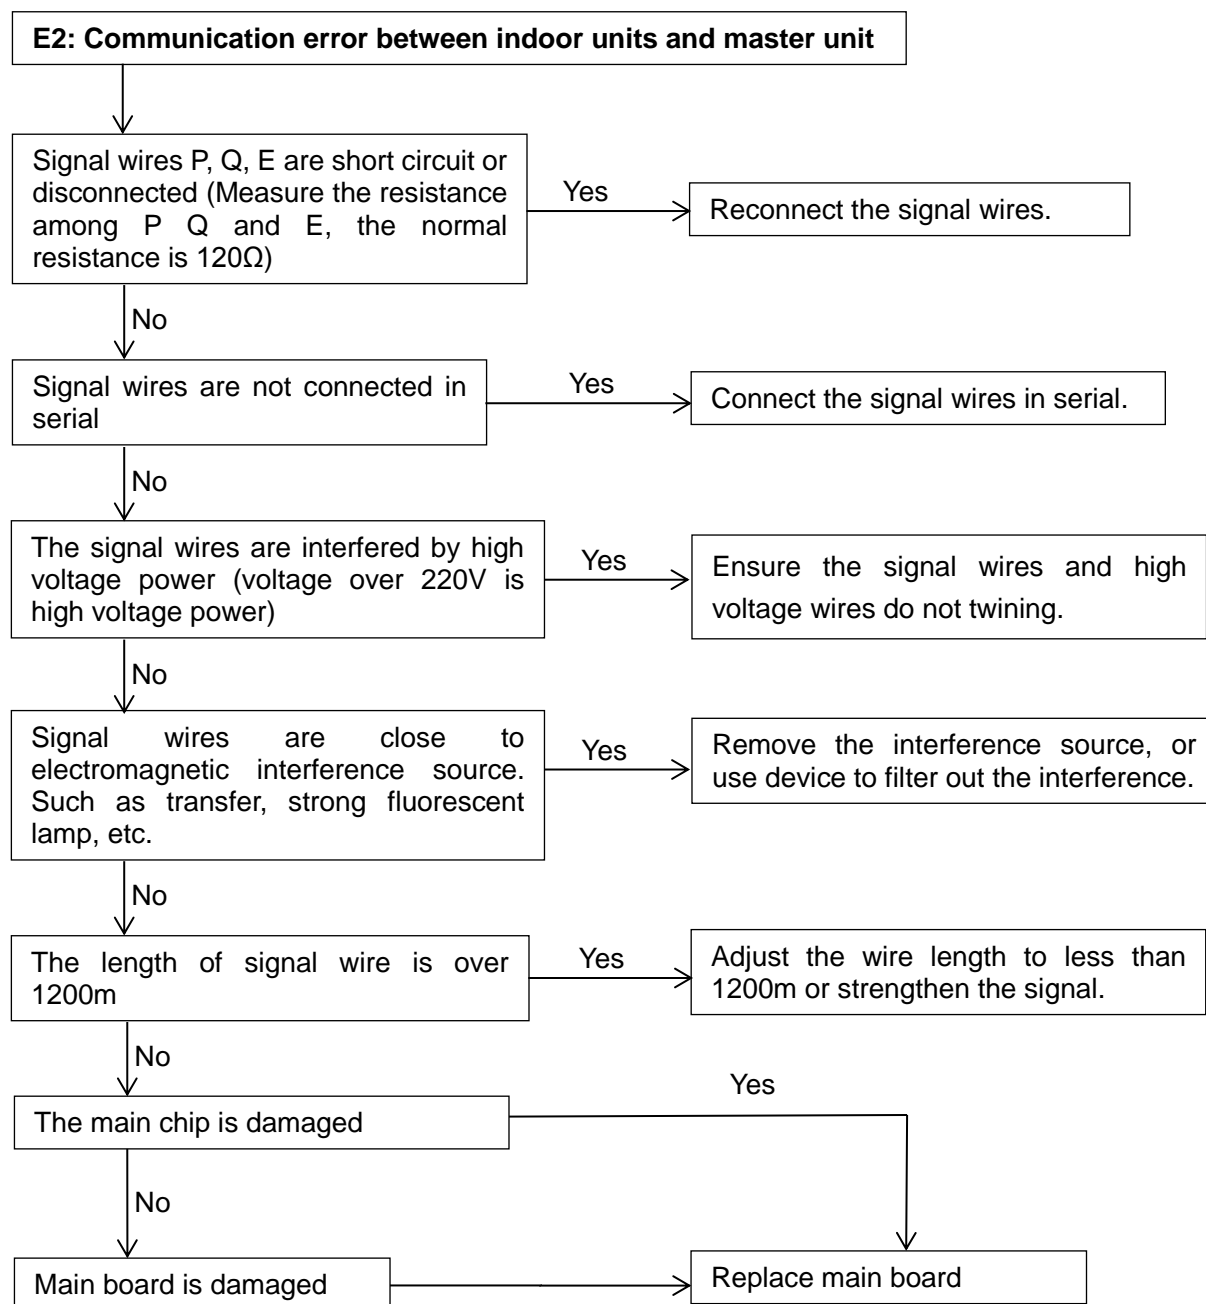 E2: Communication error between indoor units and master unit
Signal wires P, Q, E are short circuit or
disconnected (Measure the resistance
among P Q and E, the normal
resistance is 120Ω)
Yes
Reconnect the signal wires.
No
Signal wires are not connected in
serial
Yes
Connect the signal wires in serial.
No
The signal wires are interfered by high
voltage power (voltage over 220V is
high voltage power)
Yes
Ensure the signal wires and high
voltage wires do not twining.
No
Signal wires are close to
electromagnetic interference source.
Such as transfer, strong fluorescent
lamp, etc.
Yes
Remove the interference source, or
use device to filter out the interference.
No
The length of signal wire is over
1200m
Yes
Adjust the wire length to less than
1200m or strengthen the signal.
No
The main chip is damaged
Yes
No
Main board is damaged
Replace main board